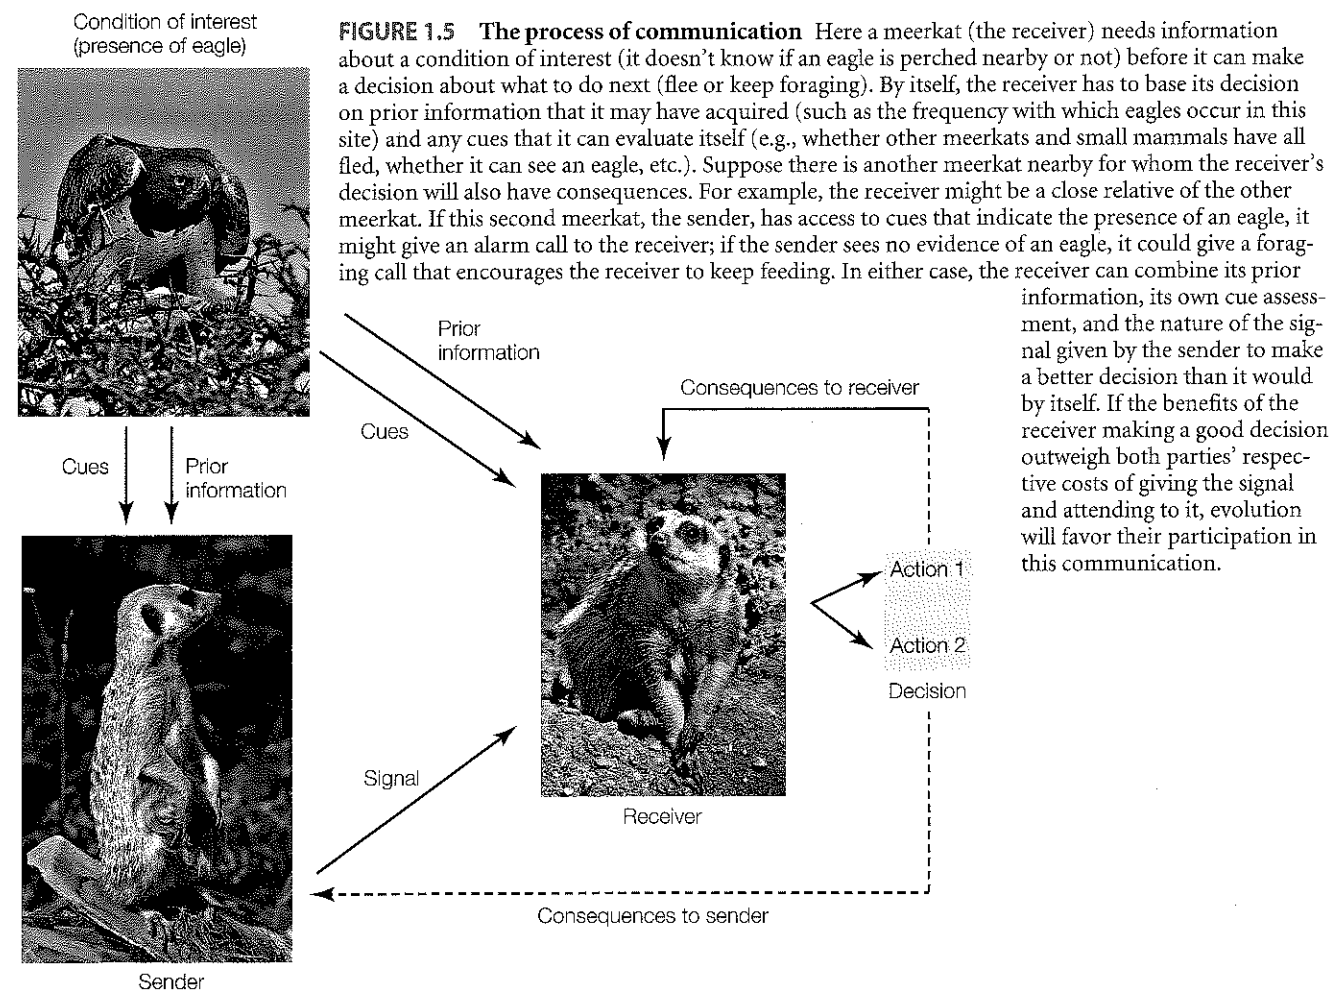 Condition of interest
(presence of eagle)
FIGURE 1.5 The process of communication Here a meerkat (the receiver) needs information
about a condition of interest (it doesn't know if an eagle is perched nearby or not) before it can make
a decision about what to do next (flee or keep foraging). By itself, the receiver has to base its decision
on prior information that it may have acquired (such as the frequency with which eagles occur in this
site) and any cues that it can evaluate itself (e.g., whether other meerkats and small mammals have all
fled, whether it can see an eagle, etc.). Suppose there is another meerkat nearby for whom the receiver's
decision will also have consequences. For example, the receiver might be a close relative of the other
meerkat. If this second meerkat, the sender, has access to cues that indicate the presence of an eagle, it
might give an alarm call to the receiver; if the sender sees no evidence of an eagle, it could give a forag-
ing call that encourages the receiver to keep feeding. In either case, the receiver can combine its prior
information, its own cue assess-
ment, and the nature of the sig-
nal given by the sender to make
a better decision than it would
by itself. If the benefits of the
receiver making a good decision
outweigh both parties' respec-
tive costs of giving the signal
and attending to it, evolution
will favor their participation in
this communication.
Prior
information
Cues
Consequences to receiver
Cues
Prior
information
Action 1
Action 2
Decision
Signal
Receiver
Consequences to sender
Sender